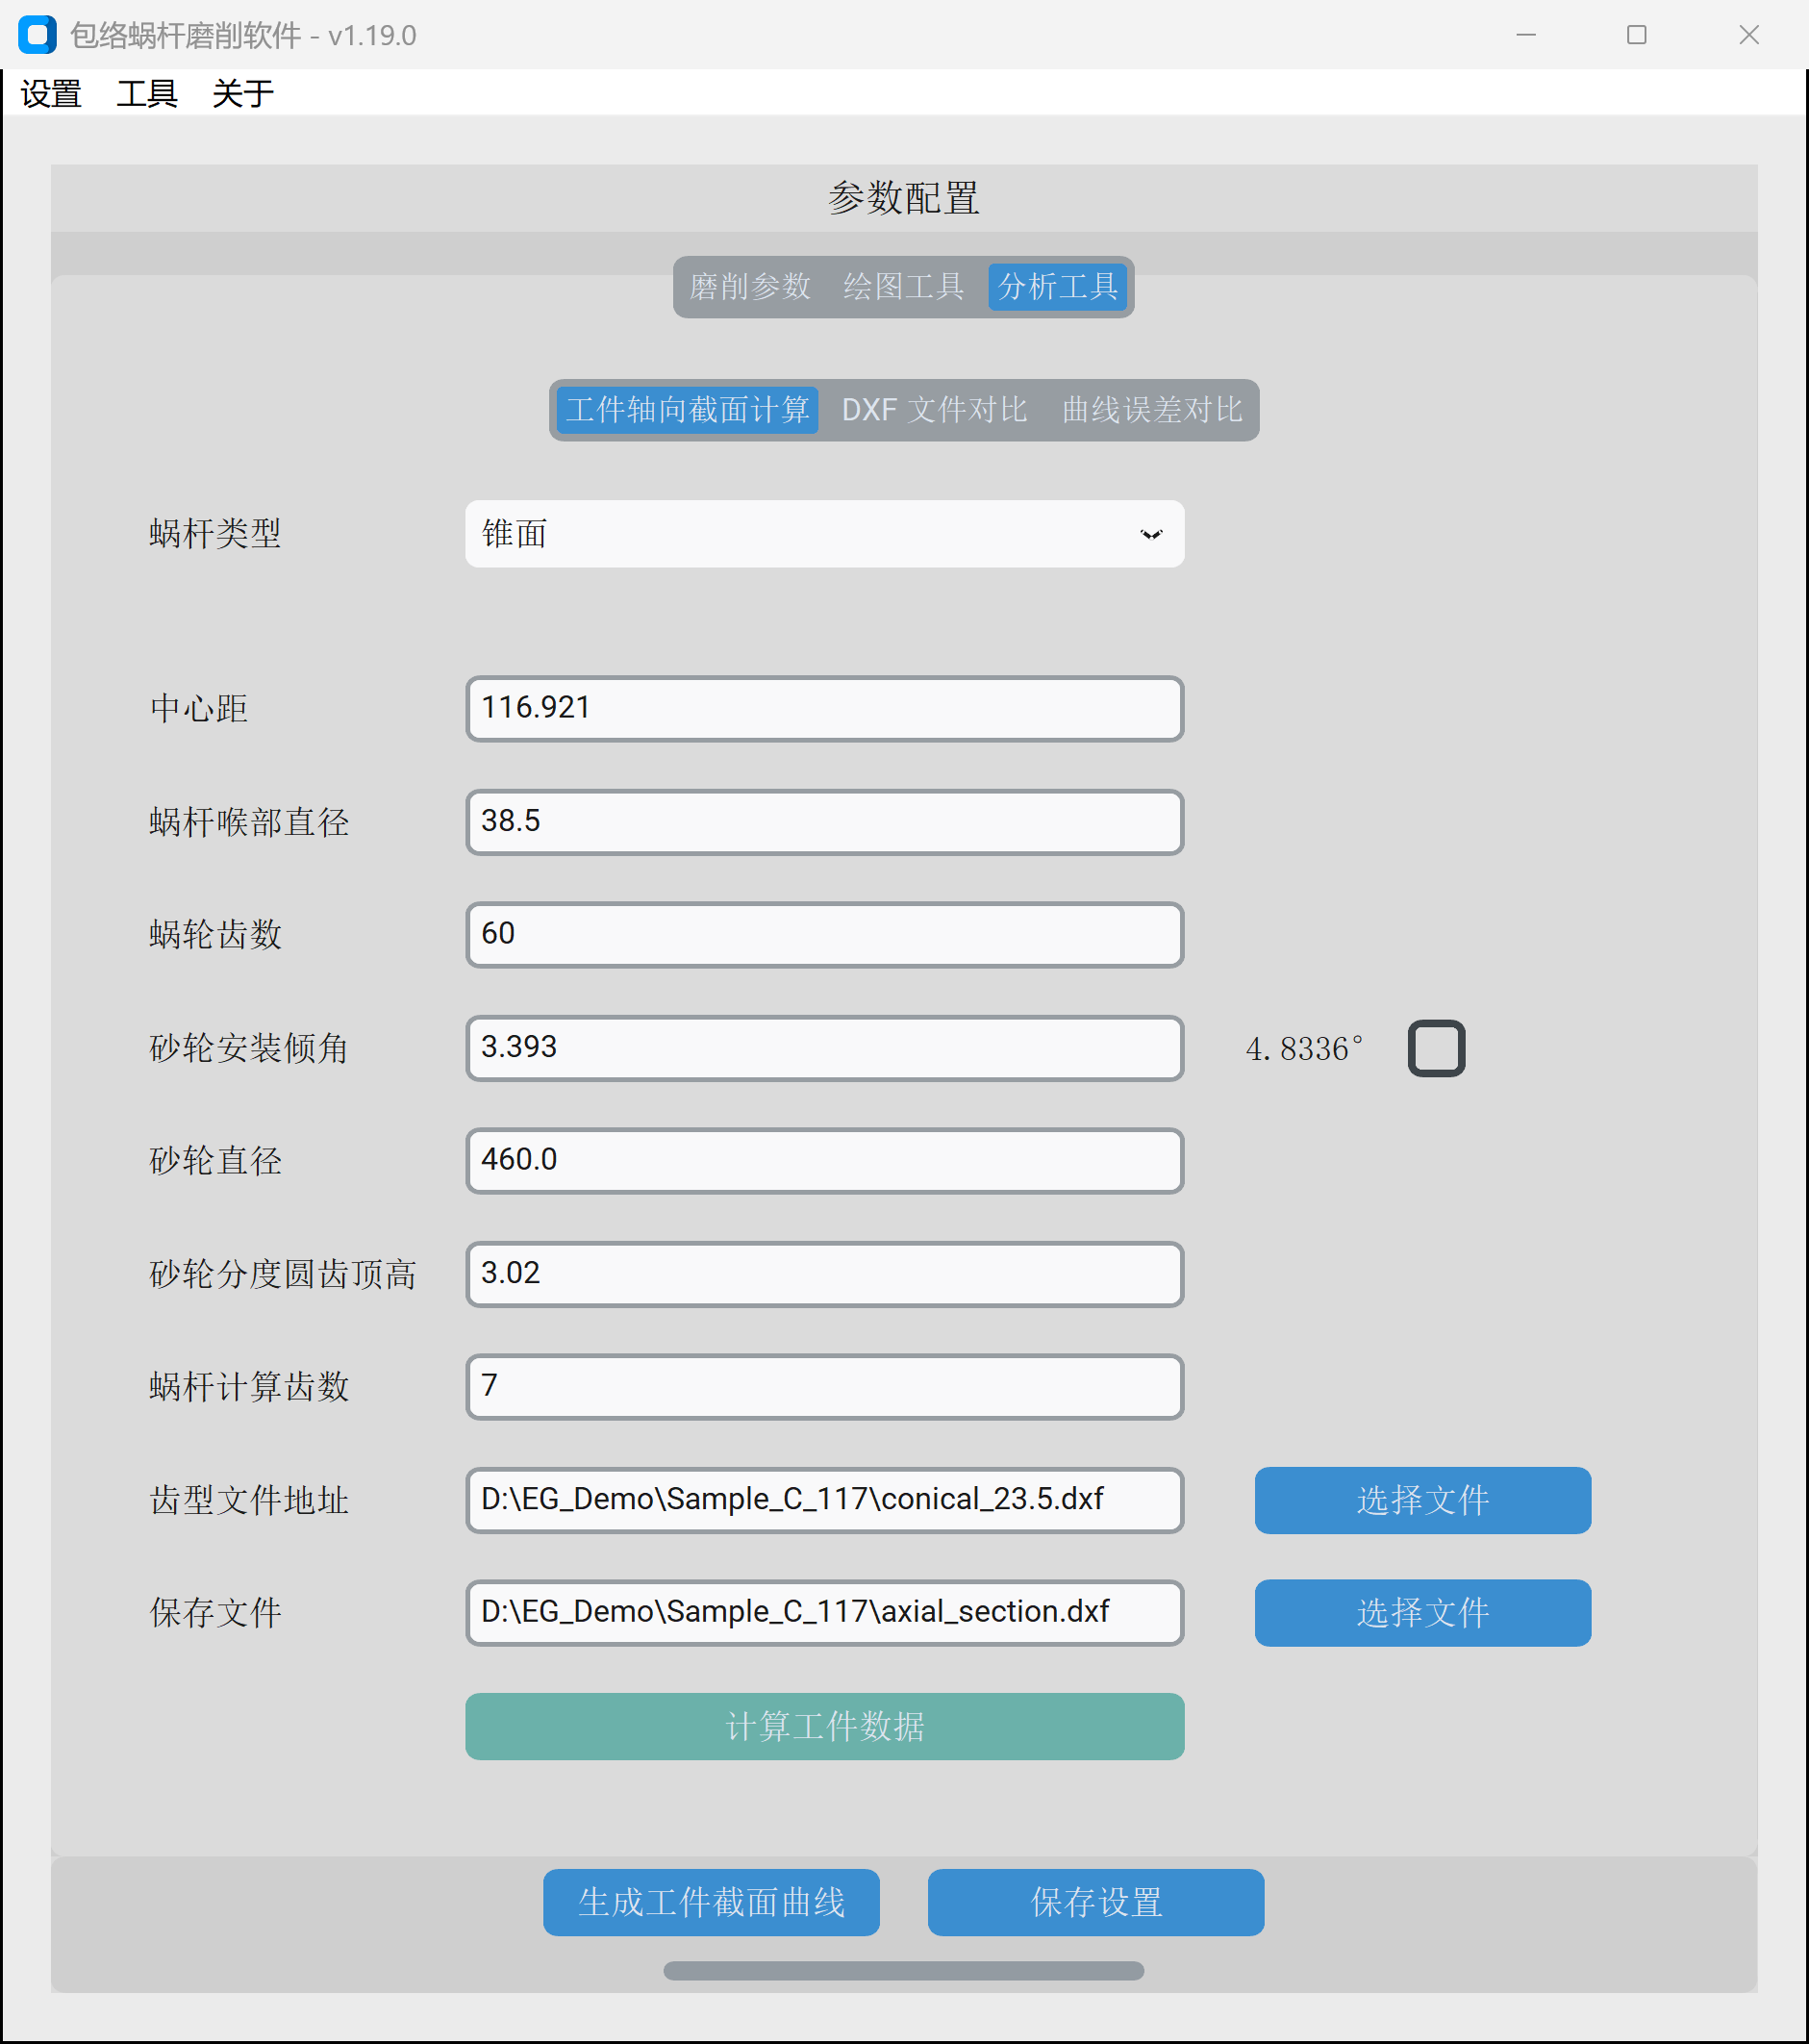 包络蜗杆磨削软件 - v1.19.0
设置 工具 关于
参数配置
磨削参数 绘图工具 分析工具
工件轴向截面计算 DXF 文件对比 曲线误差对比
蜗杆类型 锥面
中心距 116.921
蜗杆喉部直径 38.5
蜗轮齿数 60
砂轮安装倾角 3.393 4.8336°
砂轮直径 460.0
砂轮分度圆齿顶高 3.02
蜗杆计算齿数 7
齿型文件地址 D:\EG_Demo\Sample_C_117\conical_23.5.dxf 选择文件
保存文件 D:\EG_Demo\Sample_C_117\axial_section.dxf 选择文件
计算工件数据
生成工件截面曲线 保存设置